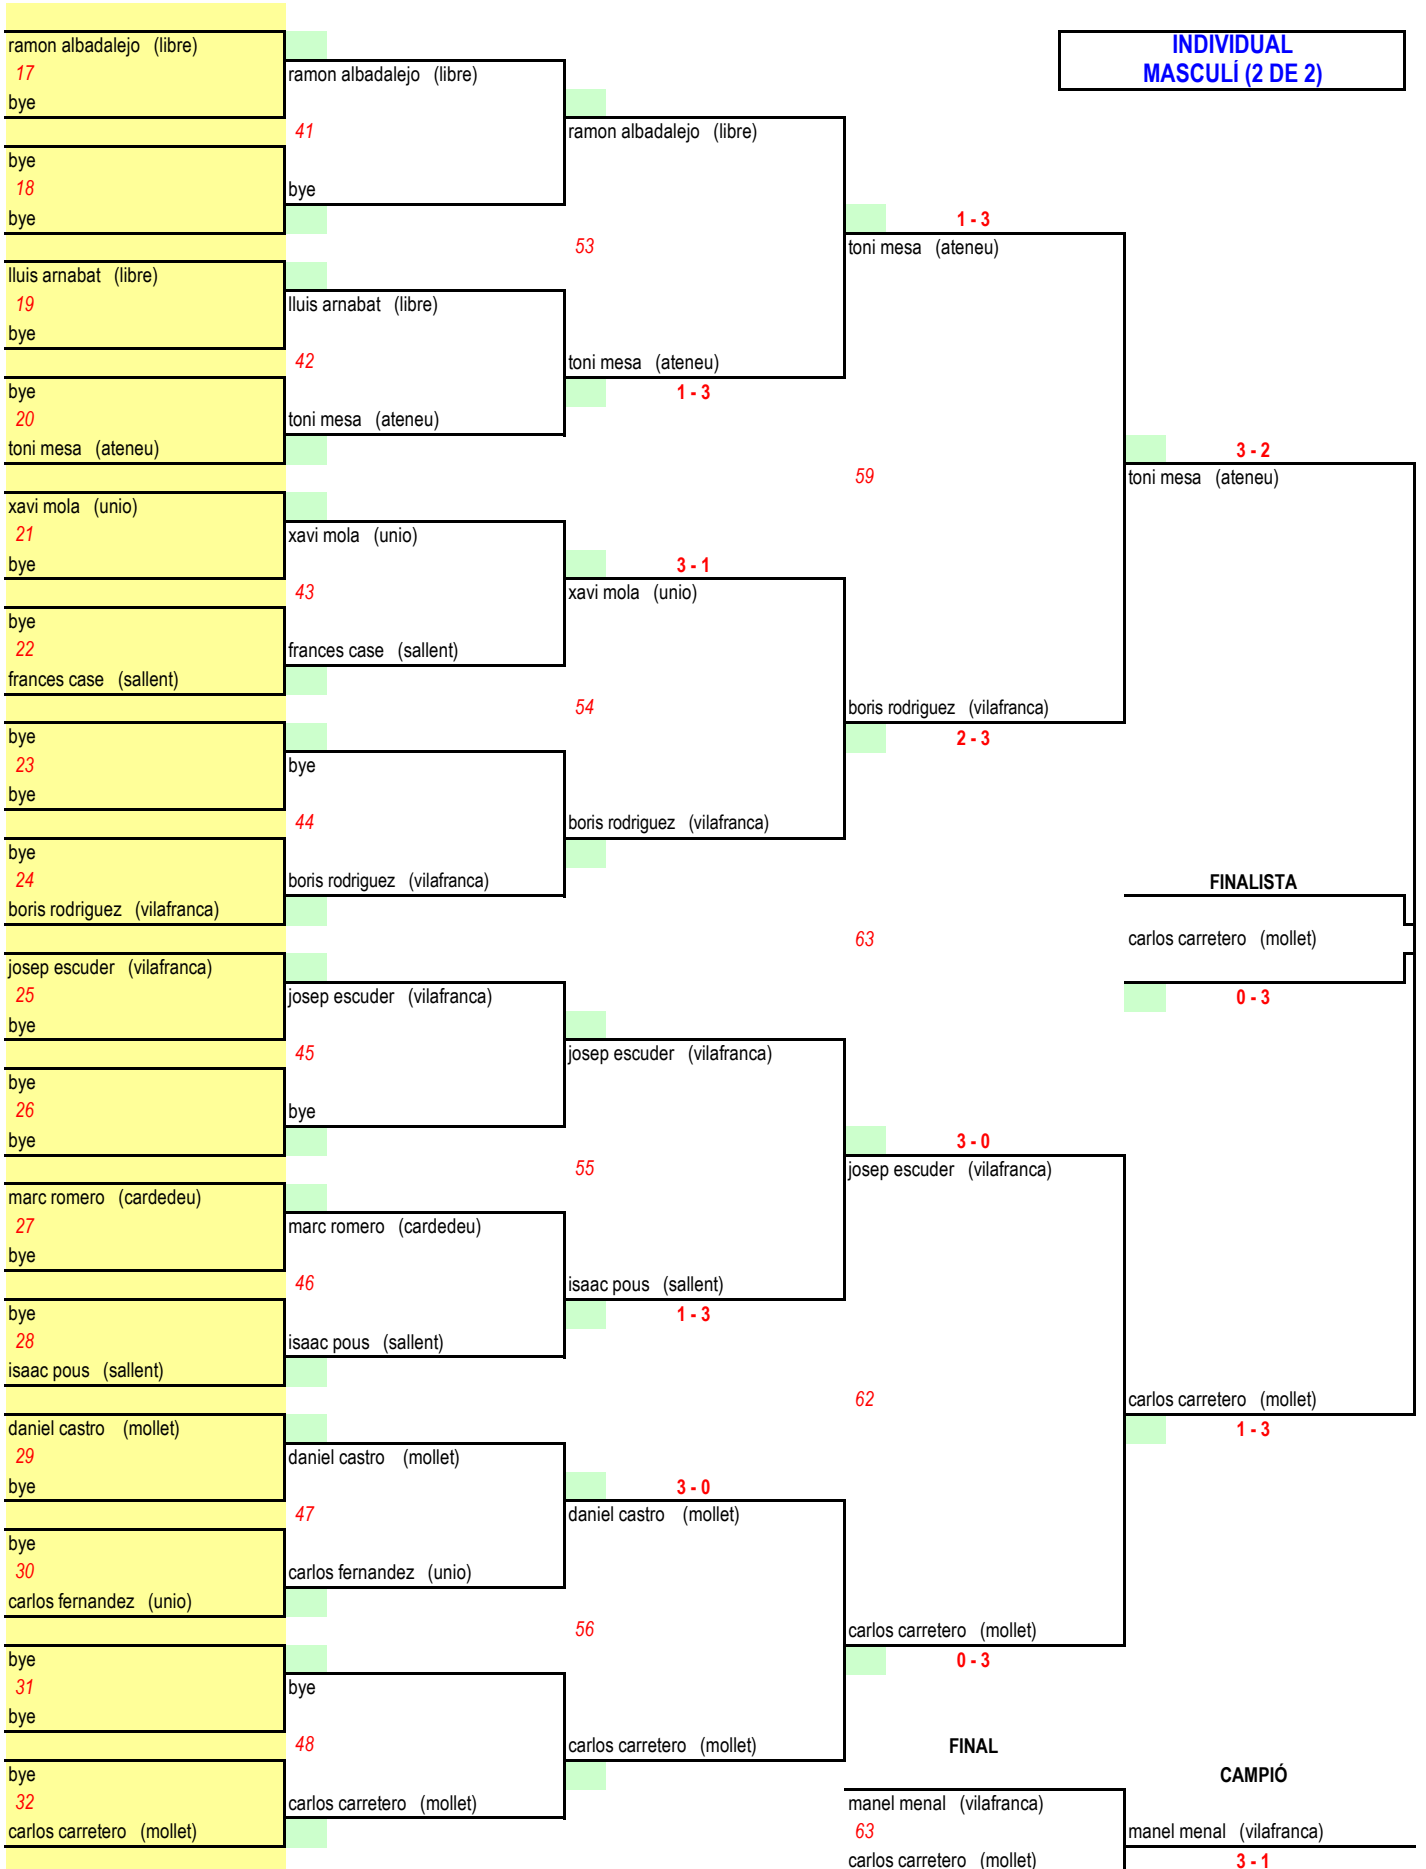 INDIVIDUAL
MASCULÍ (2 DE 2)
ramon albadalejo (libre)
17
bye
bye
18
bye
lluis arnabat (libre)
19
bye
bye
20
toni mesa (ateneu)
xavi mola (unio)
21
bye
bye
22
frances case (sallent)
bye
23
bye
bye
24
boris rodriguez (vilafranca)
josep escuder (vilafranca)
25
bye
bye
26
bye
marc romero (cardedeu)
27
bye
bye
28
isaac pous (sallent)
daniel castro (mollet)
29
bye
bye
30
carlos fernandez (unio)
bye
31
bye
bye
32
carlos carretero (mollet)
ramon albadalejo (libre)
41
bye
lluis arnabat (libre)
42
toni mesa (ateneu)
xavi mola (unio)
43
frances case (sallent)
bye
44
boris rodriguez (vilafranca)
josep escuder (vilafranca)
45
bye
marc romero (cardedeu)
46
isaac pous (sallent)
daniel castro (mollet)
47
carlos fernandez (unio)
bye
48
carlos carretero (mollet)
ramon albadalejo (libre)
53
toni mesa (ateneu)
1 - 3
3 - 1
xavi mola (unio)
54
boris rodriguez (vilafranca)
josep escuder (vilafranca)
55
isaac pous (sallent)
1 - 3
3 - 0
daniel castro (mollet)
56
carlos carretero (mollet)
1 - 3
toni mesa (ateneu)
59
boris rodriguez (vilafranca)
2 - 3
63
3 - 0
josep escuder (vilafranca)
62
carlos carretero (mollet)
0 - 3
3 - 2
toni mesa (ateneu)
FINALISTA
carlos carretero (mollet)
0 - 3
carlos carretero (mollet)
1 - 3
FINAL
manel menal (vilafranca)
63
carlos carretero (mollet)
CAMPIÓ
manel menal (vilafranca)
3 - 1